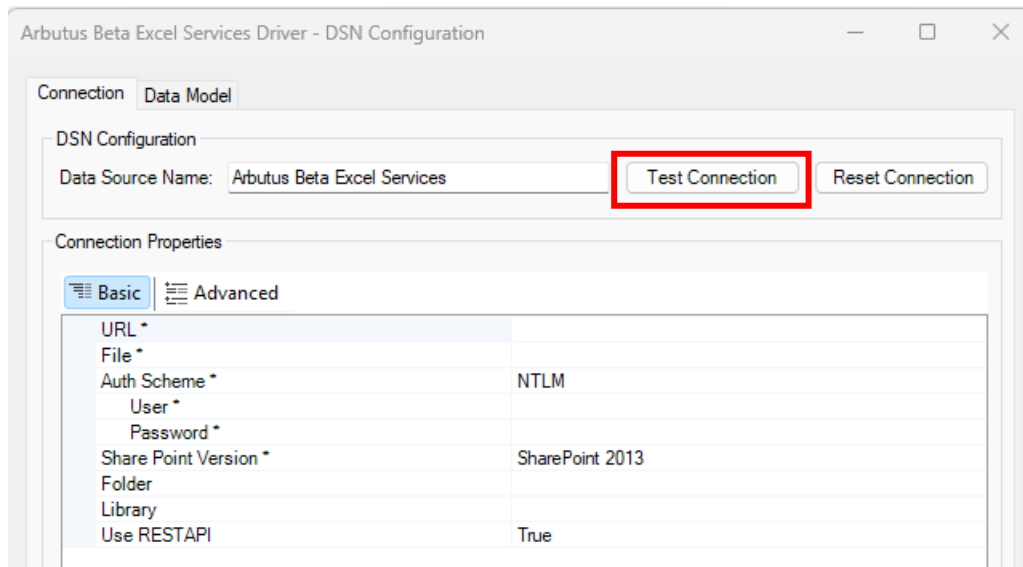 Arbutus Beta Excel Services Driver - DSN Configuration
Connection Data Model
DSN Configuration
Data Source Name: Arbutus Beta Excel Services Test Connection Reset Connection
Connection Properties
Basic Advanced
URL *
File *
Auth Scheme * NTLM
User *
Password *
Share Point Version * SharePoint 2013
Folder
Library
Use RESTAPI True